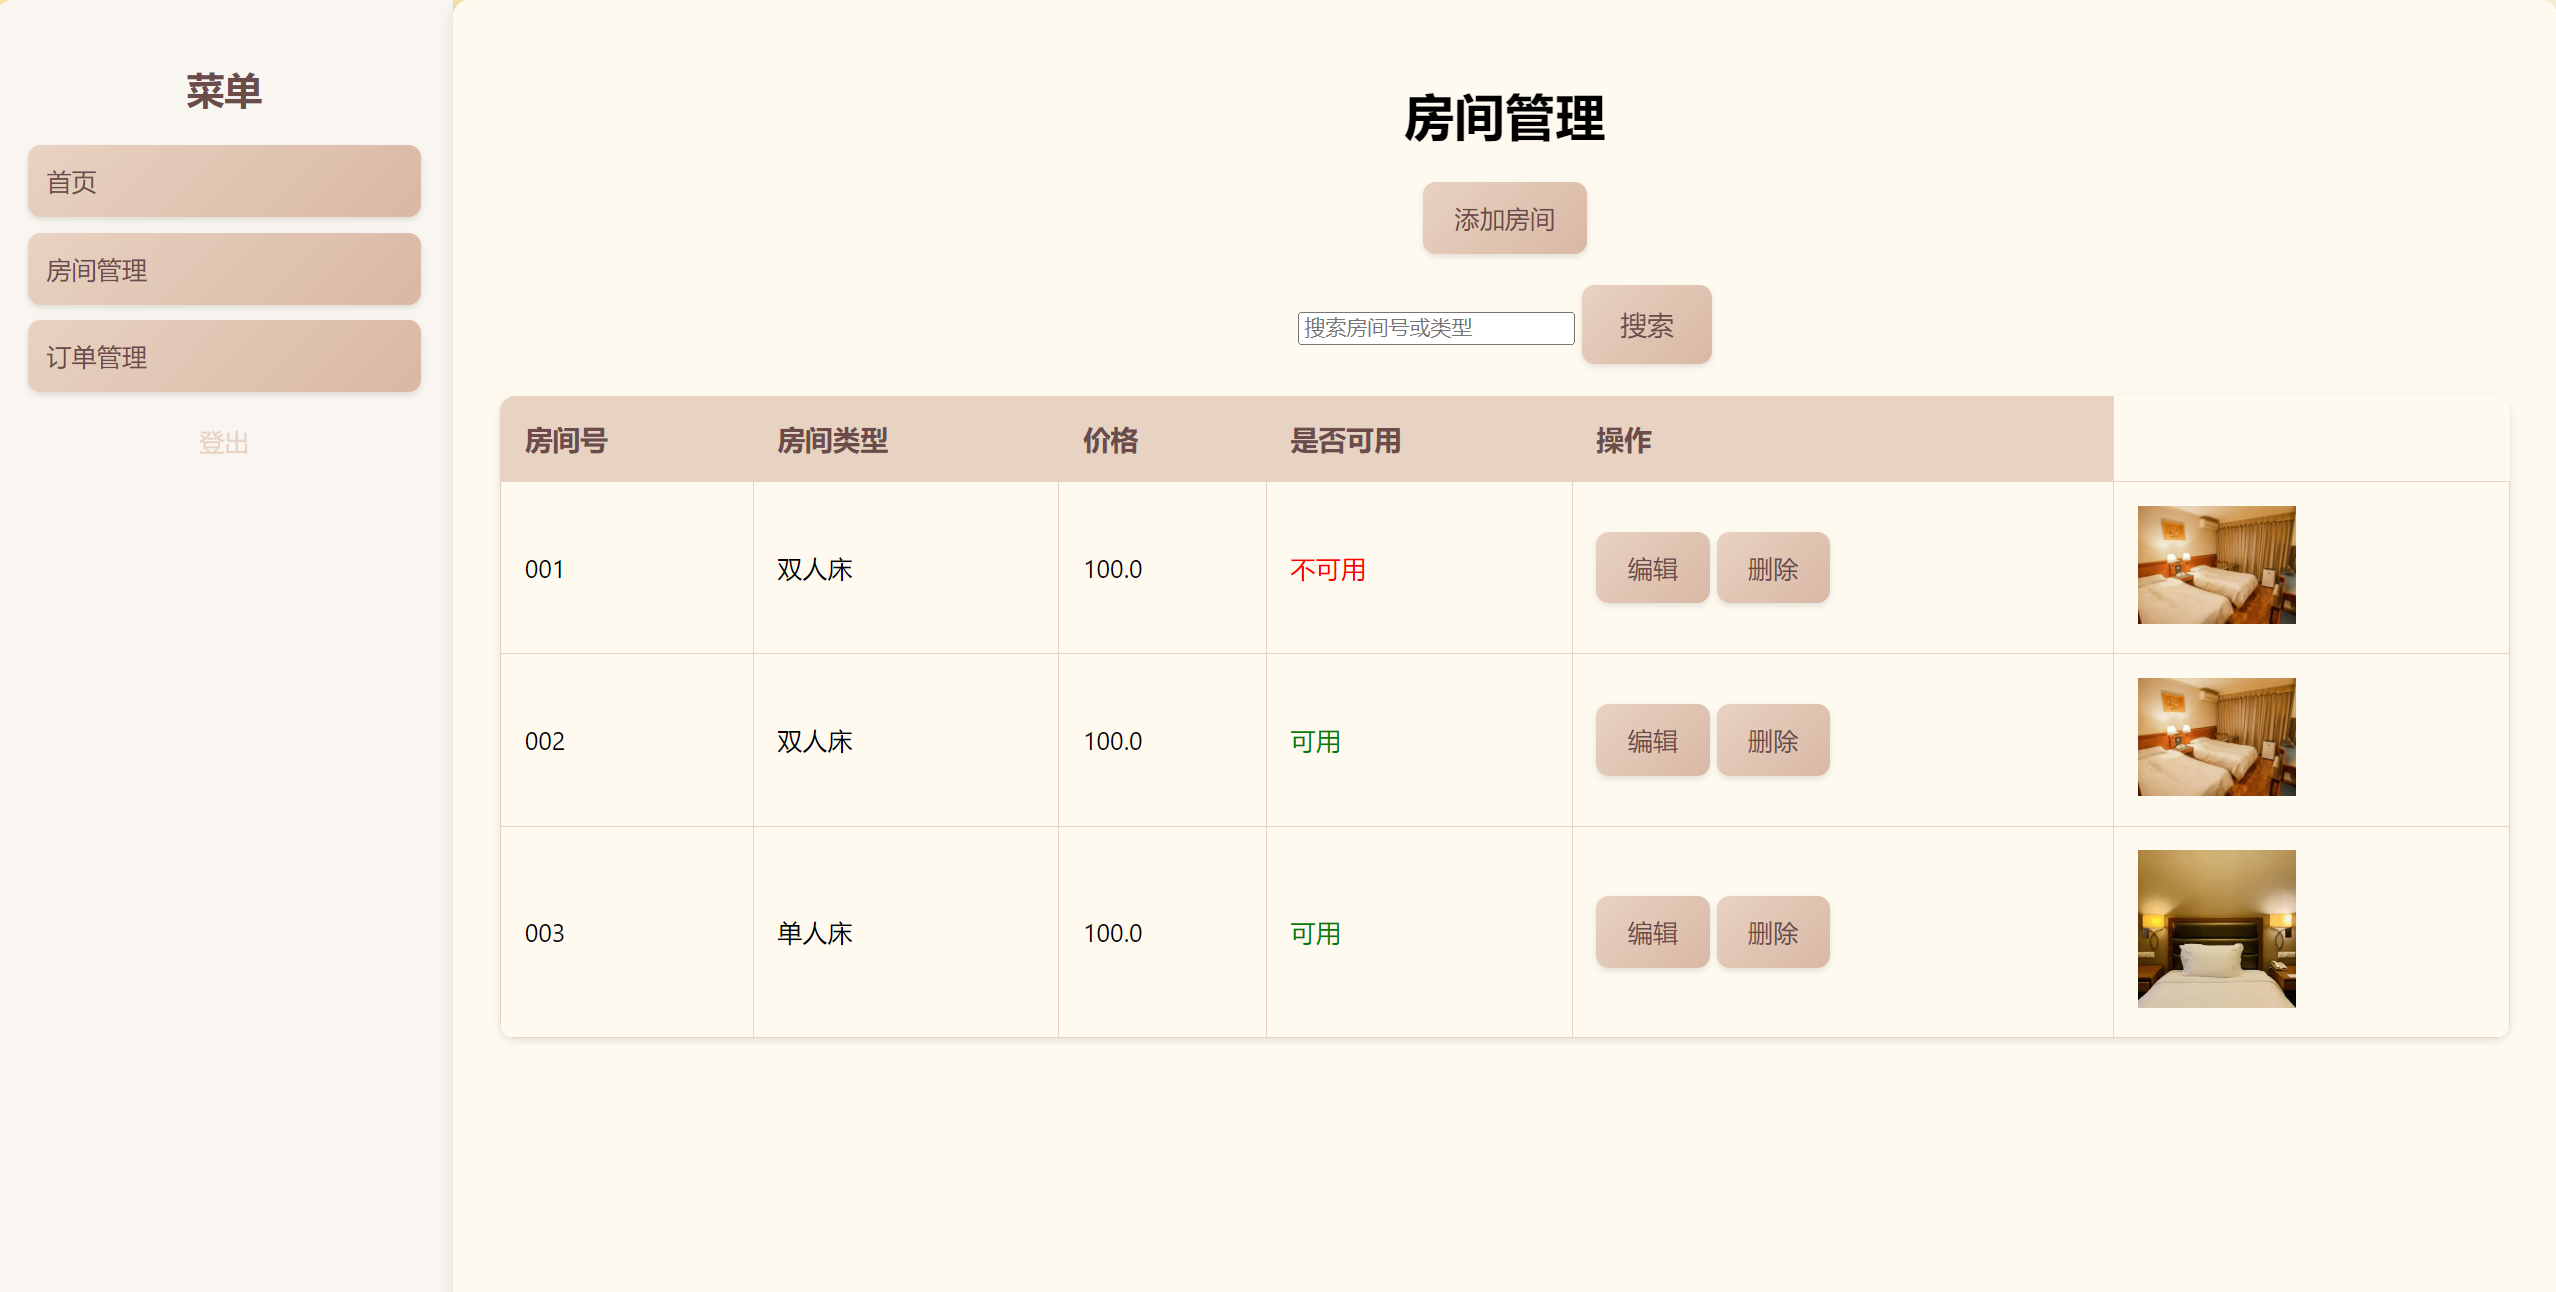 菜单
首页
房间管理
订单管理
登出
房间管理
添加房间
搜索房间号或类型 搜索
房间号 房间类型 价格 是否可用 操作
001 双人床 100.0 不可用 编辑 删除
002 双人床 100.0 可用 编辑 删除
003 单人床 100.0 可用 编辑 删除